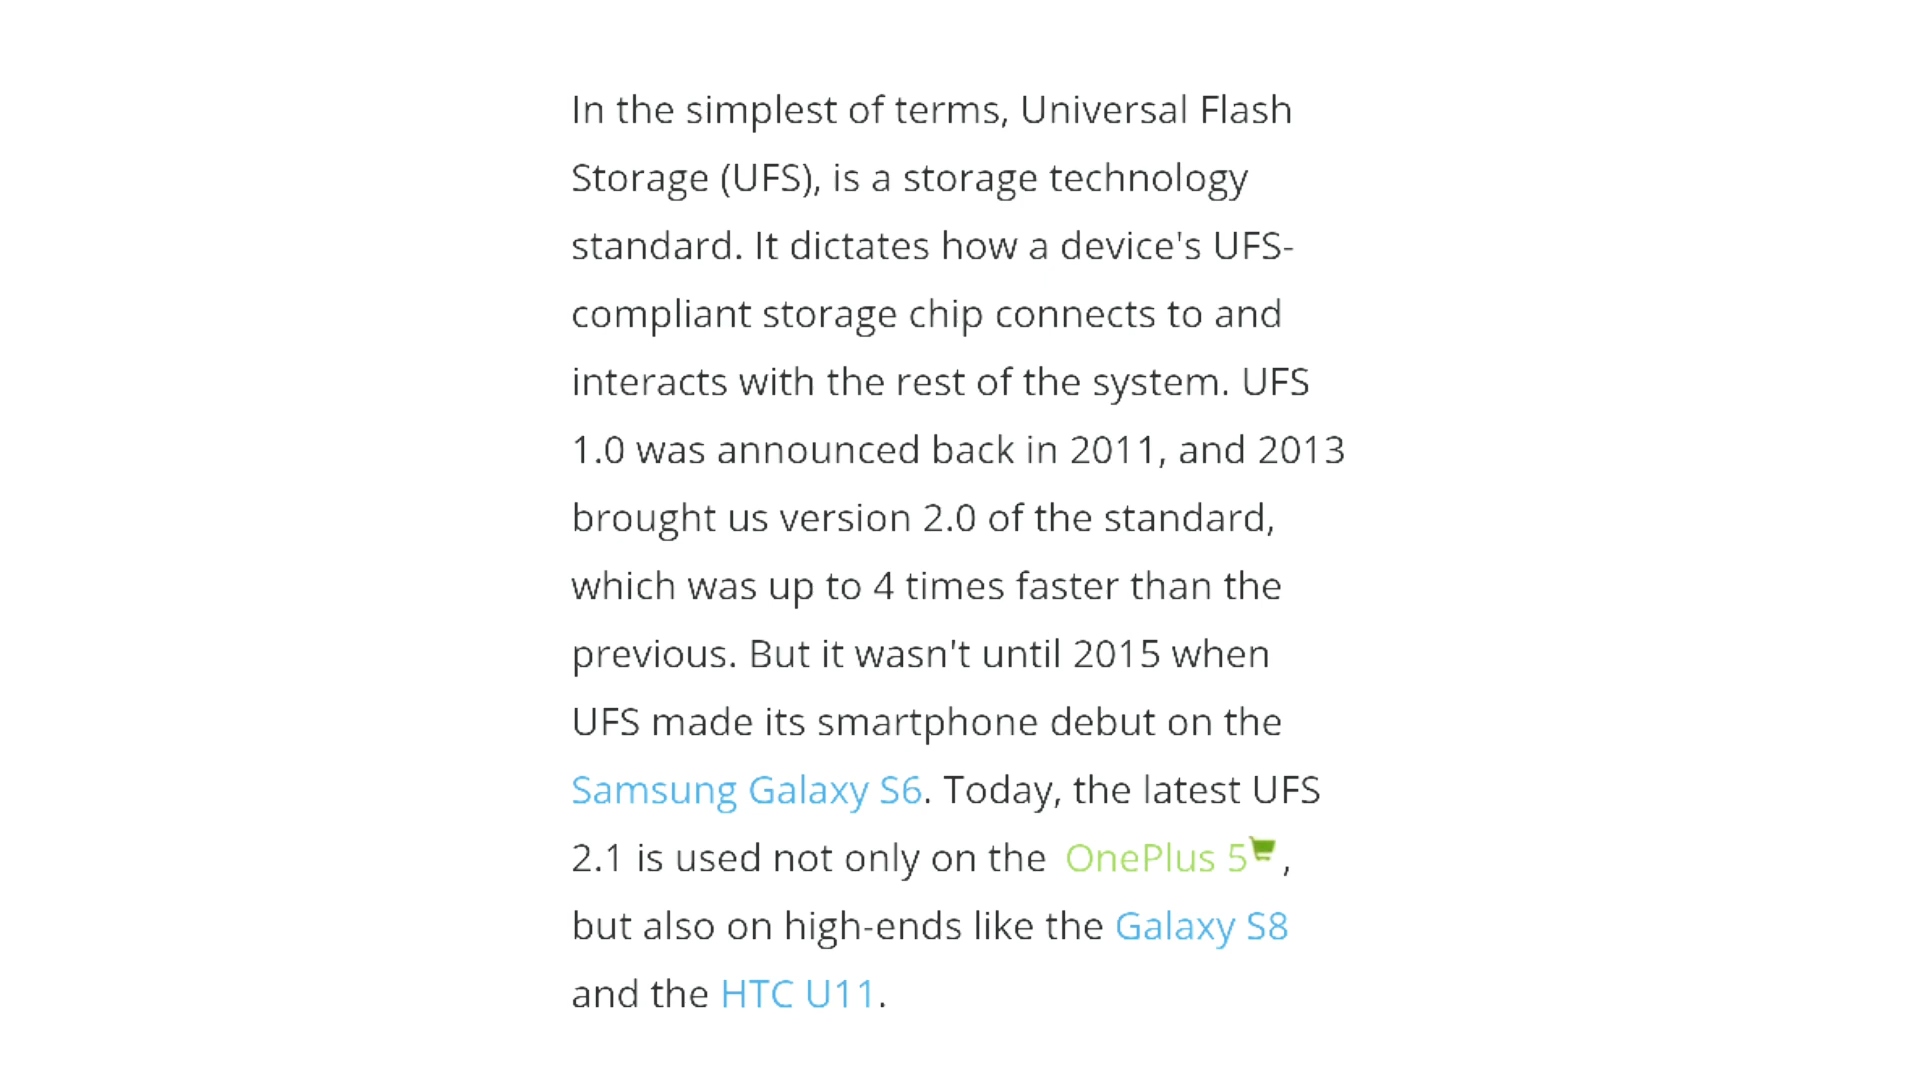 In the simplest of terms, Universal Flash
Storage (UFS), is a storage technology
standard. It dictates how a device's UFS-
compliant storage chip connects to and
interacts with the rest of the system. UFS
1.0 was announced back in 2011, and 2013
brought us version 2.0 of the standard,
which was up to 4 times faster than the
previous. But it wasn't until 2015 when
UFS made its smartphone debut on the
Samsung Galaxy S6. Today, the latest UFS
2.1 is used not only on the OnePlus 5,
but also on high-ends like the Galaxy S8
and the HTC U11.